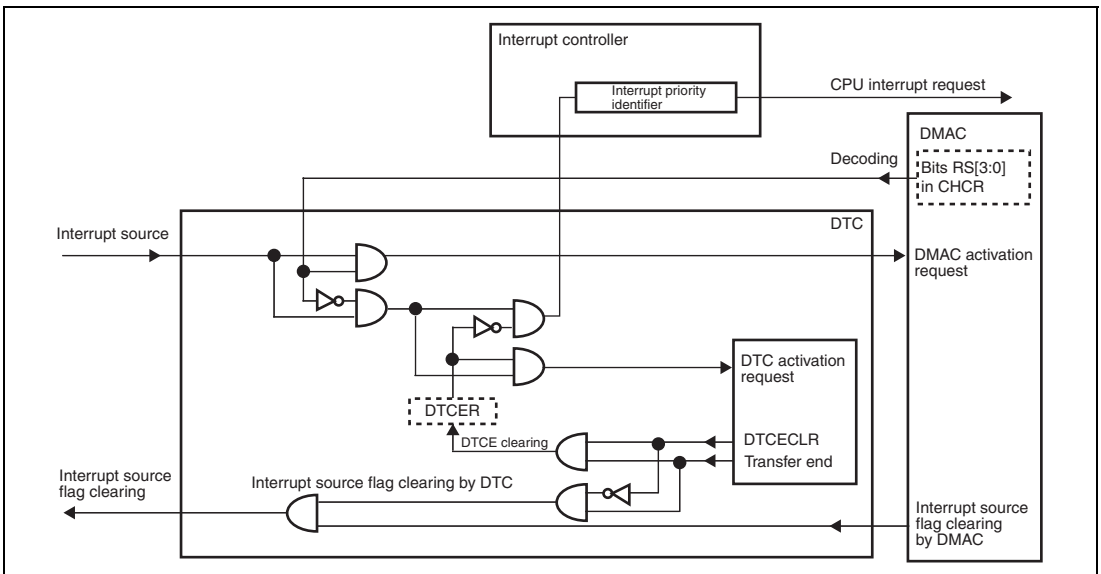 Interrupt controller
Interrupt priority
identifier
CPU interrupt request
DMAC
Decoding
Bits RS[3:0]
in CHCR
DTC
Interrupt source
DMAC activation
request
DTC activation
request
DTCER
DTCE clearing
DTCECLR
Transfer end
Interrupt source
flag clearing
Interrupt source flag clearing by DTC
Interrupt source
flag clearing
by DMAC